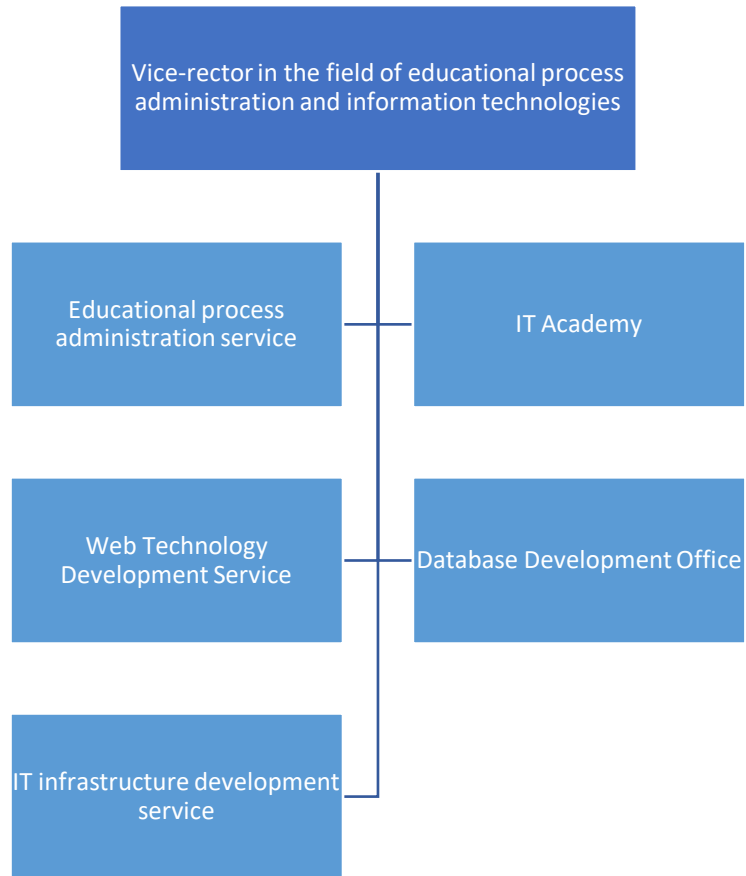 Vice-rector in the field of educational process
administration and information technologies
Educational process
administration service
IT Academy
Web Technology
Development Service
Database Development Office
IT infrastructure development
service